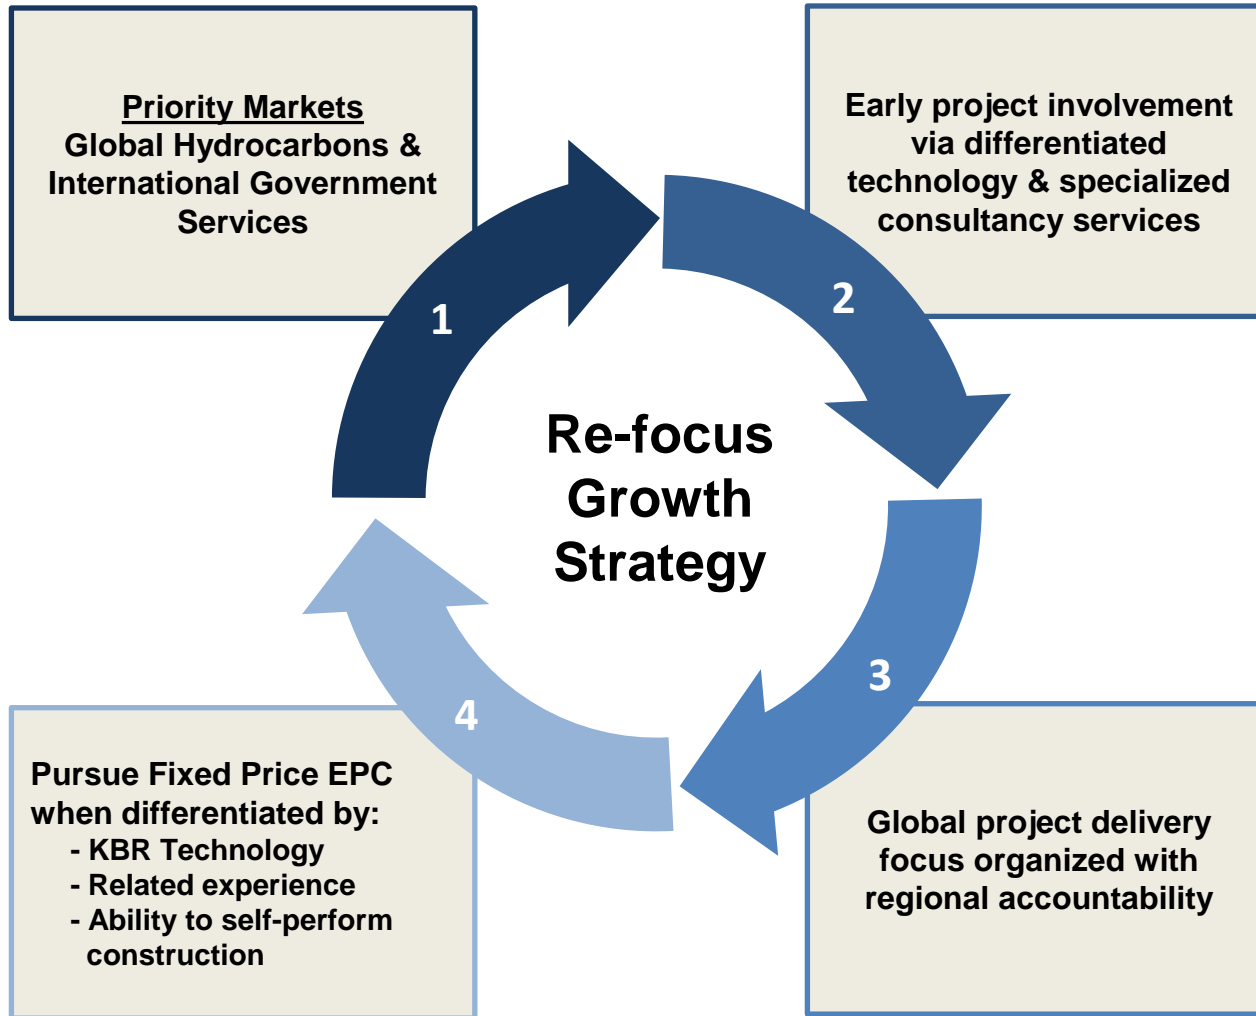 Priority Markets
Global Hydrocarbons &
International Government
Services
1
Early project involvement
via differentiated
technology & specialized
consultancy services
2
Re-focus
Growth
Strategy
3
Global project delivery
focus organized with
regional accountability
4
Pursue Fixed Price EPC
when differentiated by:
- KBR Technology
- Related experience
- Ability to self-perform
construction